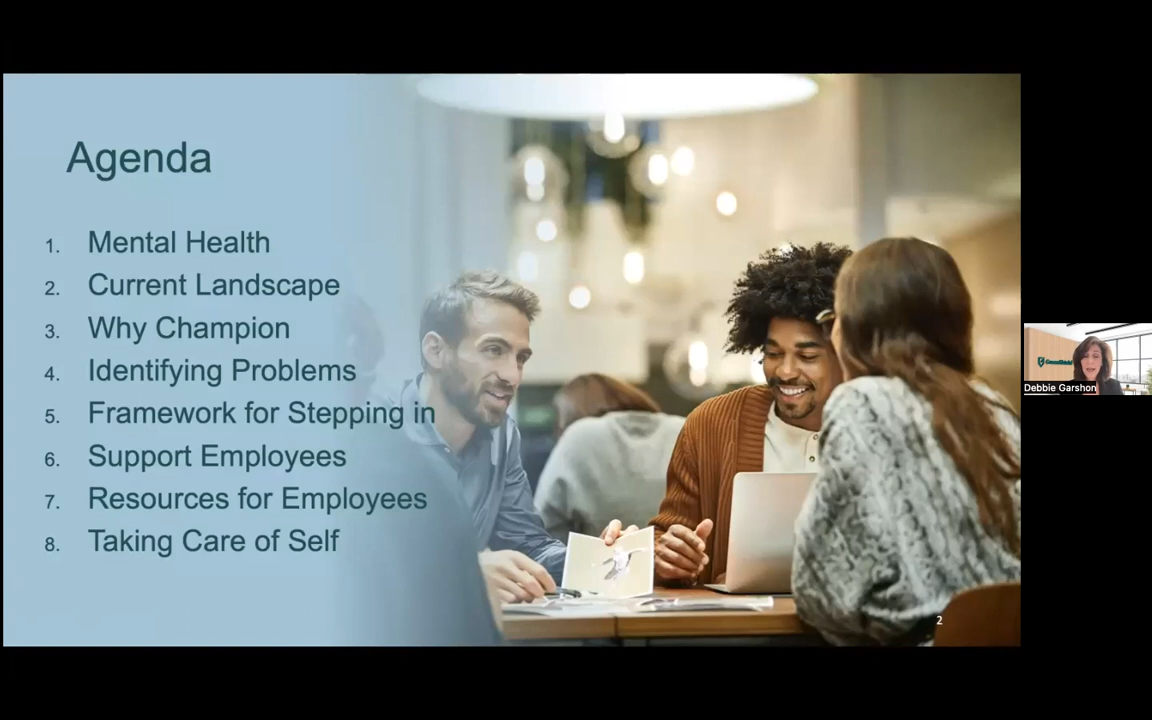 Agenda
1. Mental Health
2. Current Landscape
3. Why Champion
4. Identifying Problems
5. Framework for Stepping in
6. Support Employees
7. Resources for Employees
8. Taking Care of Self
2
Debbie Garshon